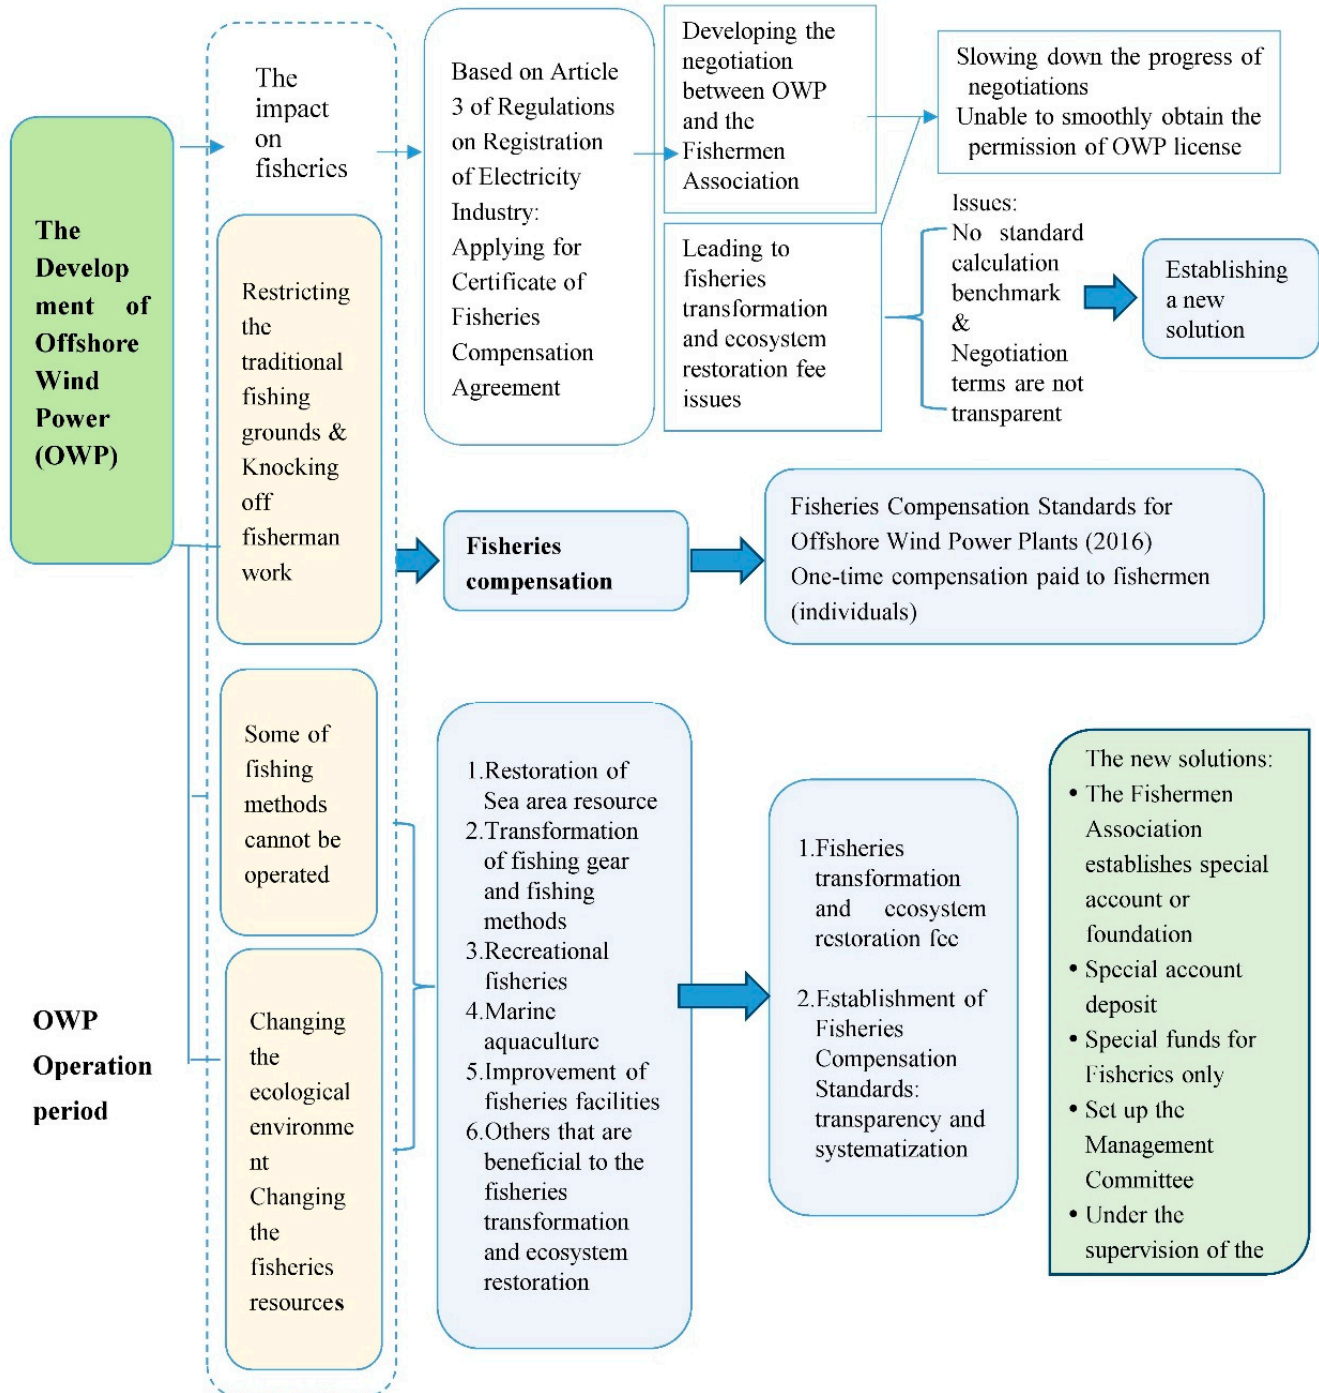 The
Develop
ment of
Offshore
Wind
Power
(OWP)
OWP
Operation
period
The
impact
on
fisheries
Restricting
the
traditional
fishing
grounds &
Knocking
off
fisherman
work
Some of
fishing
methods
cannot be
operated
Changing
the
ecological
environme
nt
Changing
the
fisheries
resources
Based on Article
3 of Regulations
on Registration
of Electricity
Industry:
Applying for
Certificate of
Fisheries
Compensation
Agreement
Developing the
negotiation
between OWP
and the
Fishermen
Association
Leading to
fisheries
transformation
and ecosystem
restoration fee
issues
Slowing down the progress of
negotiations
Unable to smoothly obtain the
permission of OWP license
Issues:
No standard
calculation
benchmark
&
Negotiation
terms are not
transparent
Establishing
a new
solution
Fisheries
compensation
Fisheries Compensation Standards for
Offshore Wind Power Plants (2016)
One-time compensation paid to fishermen
(individuals)
1.Restoration of
Sea area resource
2.Transformation
of fishing gear
and fishing
methods
3.Recreational
fisheries
4.Marine
aquaculture
5.Improvement of
fisheries facilities
6.Others that are
beneficial to the
fisheries
transformation
and ecosystem
restoration
1.Fisheries
transformation
and ecosystem
restoration fee
2.Establishment of
Fisheries
Compensation
Standards:
transparency and
systematization
The new solutions:
• The Fishermen
Association
establishes special
account or
foundation
• Special account
deposit
• Special funds for
Fisheries only
• Set up the
Management
Committee
• Under the
supervision of the